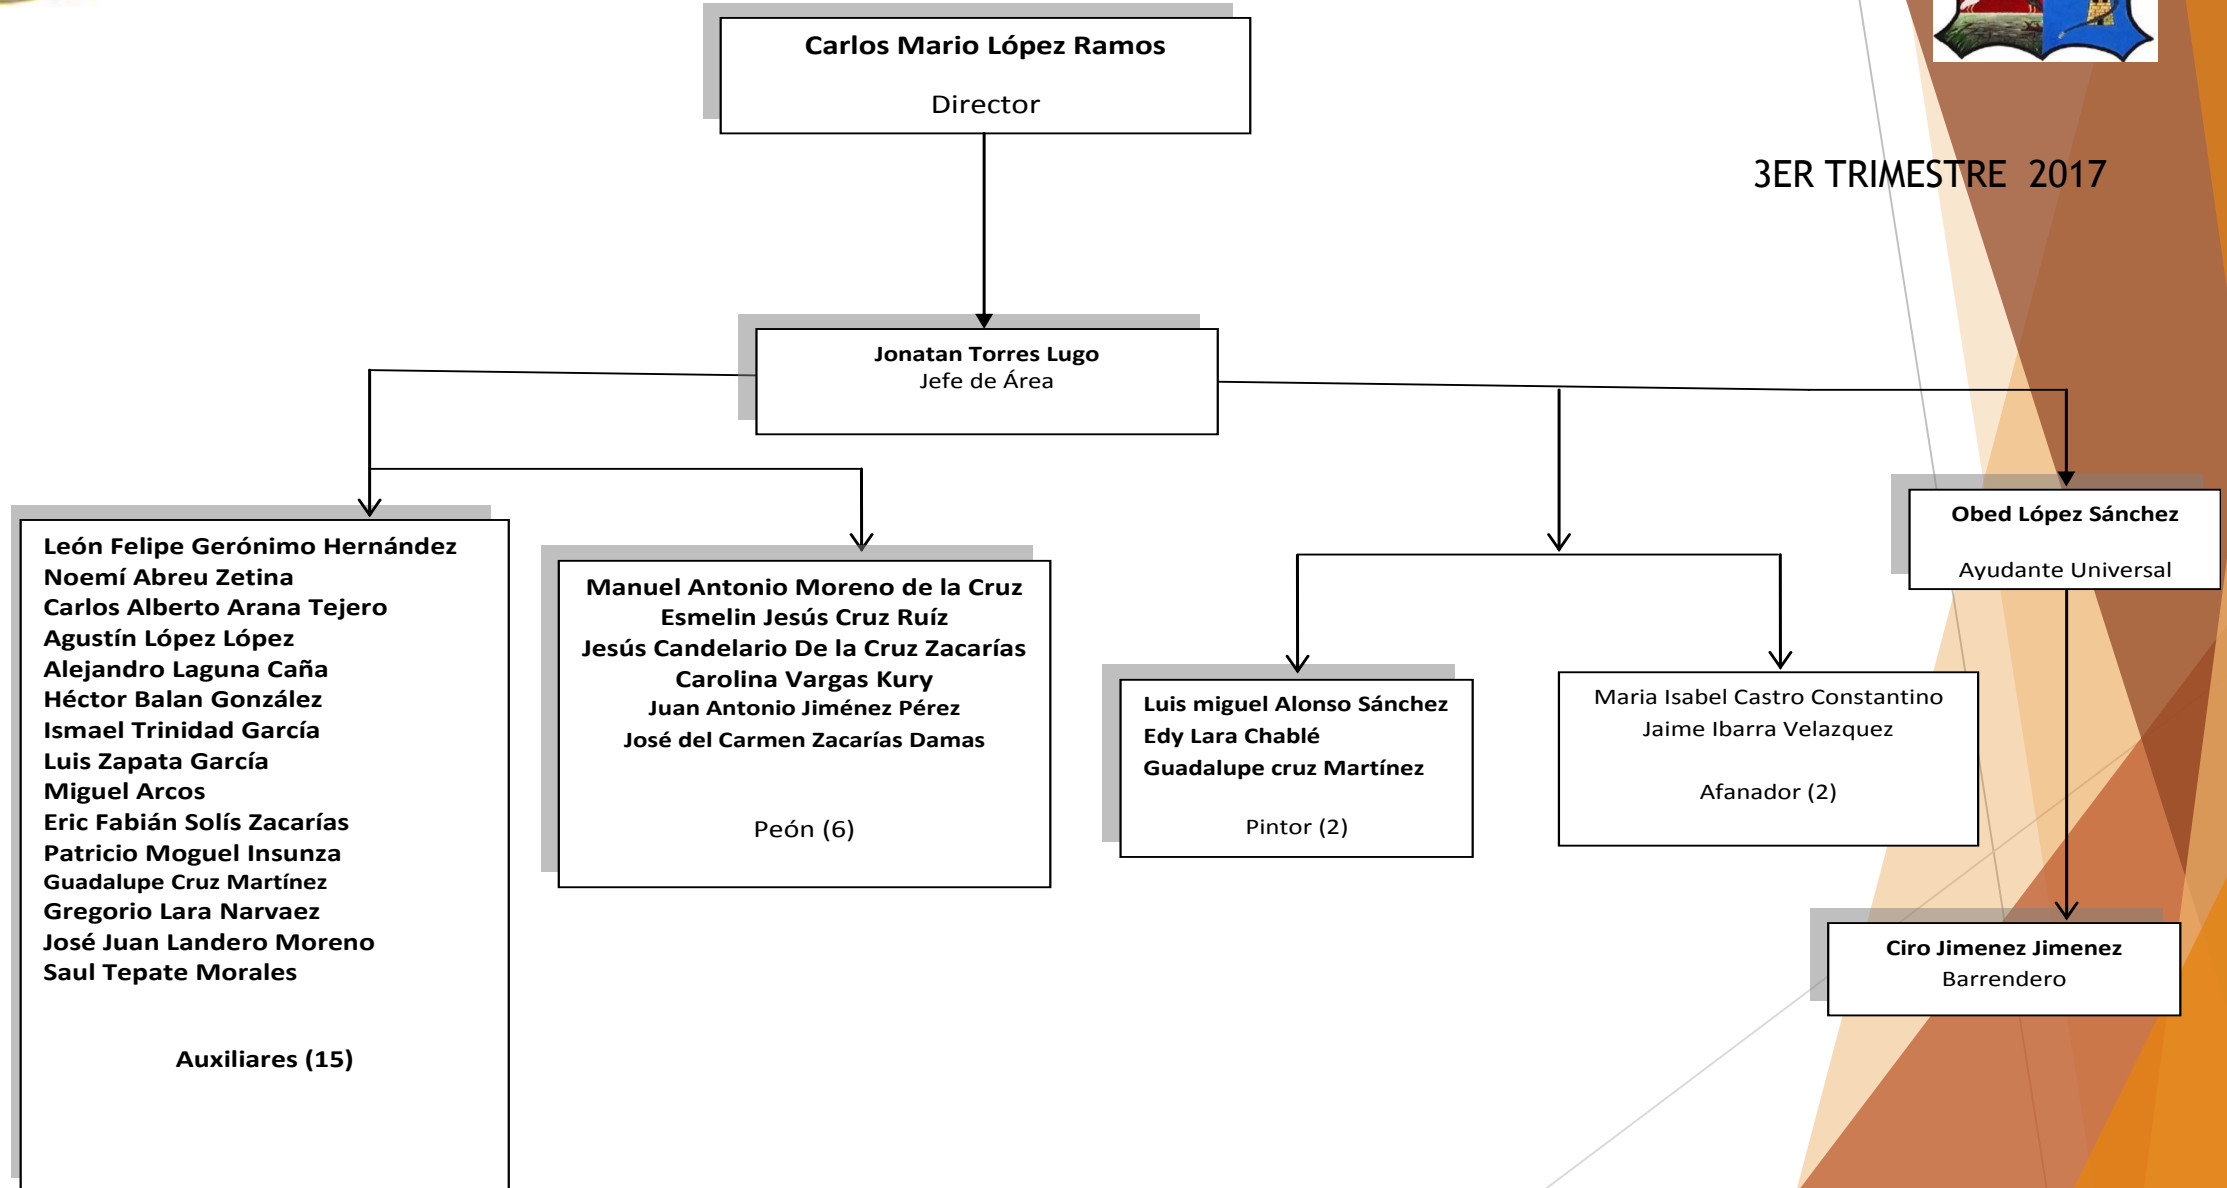 Carlos Mario López Ramos
Director
3ER TRIMESTRE 2017
Jonatan Torres Lugo
Jefe de Área
León Felipe Gerónimo Hernández
Noemí Abreu Zetina
Carlos Alberto Arana Tejero
Agustín López López
Alejandro Laguna Caña
Héctor Balan González
Ismael Trinidad García
Luis Zapata García
Miguel Arcos
Eric Fabián Solís Zacarías
Patricio Moguel Insunza
Guadalupe Cruz Martínez
Gregorio Lara Narvaez
José Juan Landero Moreno
Saul Tepate Morales
Auxiliares (15)
Manuel Antonio Moreno de la Cruz
Esmelin Jesús Cruz Ruíz
Jesús Candelario De la Cruz Zacarías
Carolina Vargas Kury
Juan Antonio Jiménez Pérez
José del Carmen Zacarías Damas
Peón (6)
Luis miguel Alonso Sánchez
Edy Lara Chablé
Guadalupe cruz Martínez
Pintor (2)
Maria Isabel Castro Constantino
Jaime Ibarra Velazquez
Afanador (2)
Obed López Sánchez
Ayudante Universal
Ciro Jimenez Jimenez
Barrendero